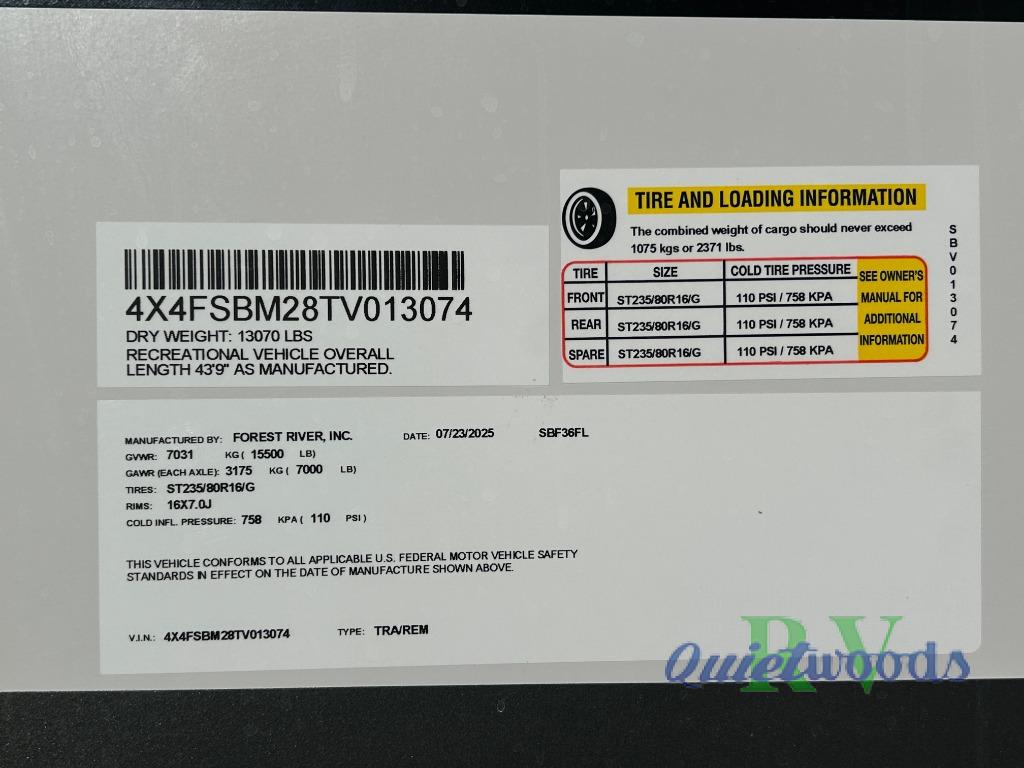 4X4FSBM28TV013074
DRY WEIGHT: 13070 LBS
RECREATIONAL VEHICLE OVERALL
LENGTH 43'9" AS MANUFACTURED.
TIRE AND LOADING INFORMATION
The combined weight of cargo should never exceed
1075 kgs or 2371 lbs.
TIRE SIZE COLD TIRE PRESSURE
FRONT ST235/80R16/G 110 PSI / 758 KPA
REAR ST235/80R16/G 110 PSI / 758 KPA
SPARE ST235/80R16/G 110 PSI / 758 KPA
SEE OWNER'S
MANUAL FOR
ADDITIONAL
INFORMATION
SBV013074
MANUFACTURED BY: FOREST RIVER, INC. DATE: 07/23/2025 SBF36FL
GVWR: 7031 KG ( 15500 LB)
GAWR (EACH AXLE): 3175 KG ( 7000 LB)
TIRES: ST235/80R16/G
RIMS: 16X7.0J
COLD INFL. PRESSURE: 758 KPA ( 110 PSI )
THIS VEHICLE CONFORMS TO ALL APPLICABLE U.S. FEDERAL MOTOR VEHICLE SAFETY
STANDARDS IN EFFECT ON THE DATE OF MANUFACTURE SHOWN ABOVE.
V.I.N.: 4X4FSBM28TV013074 TYPE: TRA/REM
RV
Quietwoods